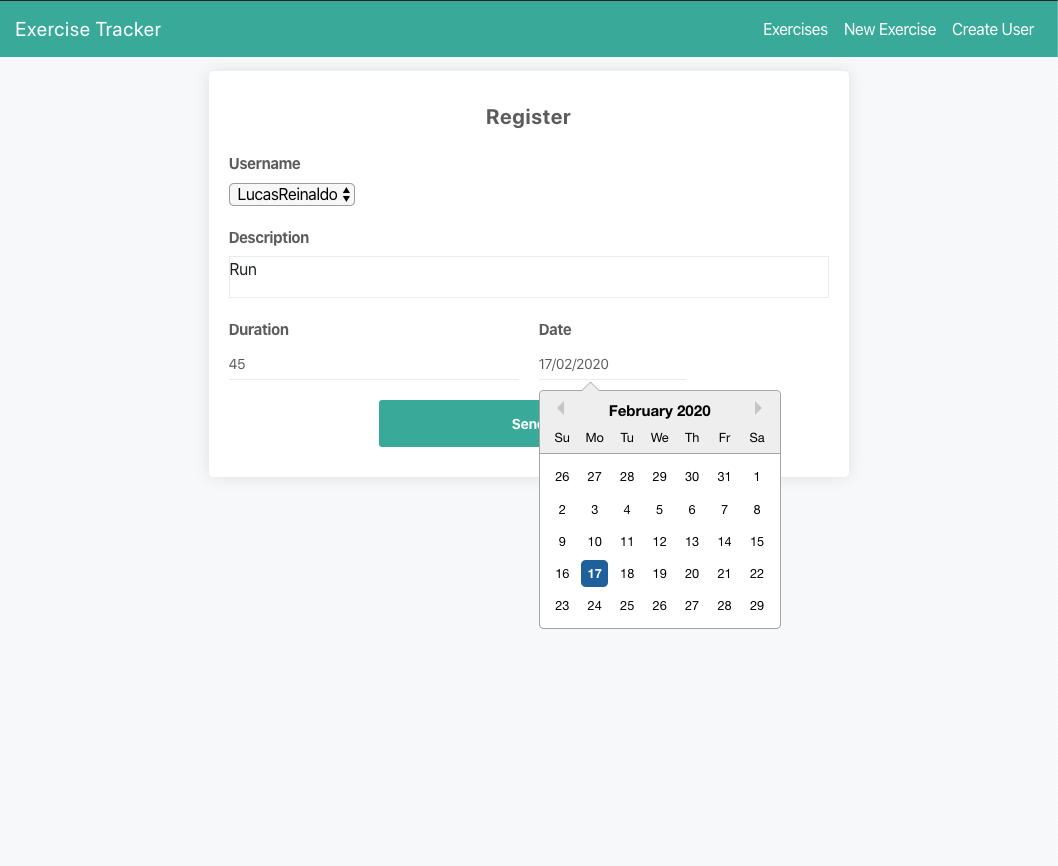 Exercise Tracker
Exercises New Exercise Create User
Register
Username
LucasReinaldo
Description
Run
Duration Date
45 17/02/2020
February 2020
Su Mo Tu We Th Fr Sa
26 27 28 29 30 31 1
2 3 4 5 6 7 8
9 10 11 12 13 14 15
16 17 18 19 20 21 22
23 24 25 26 27 28 29